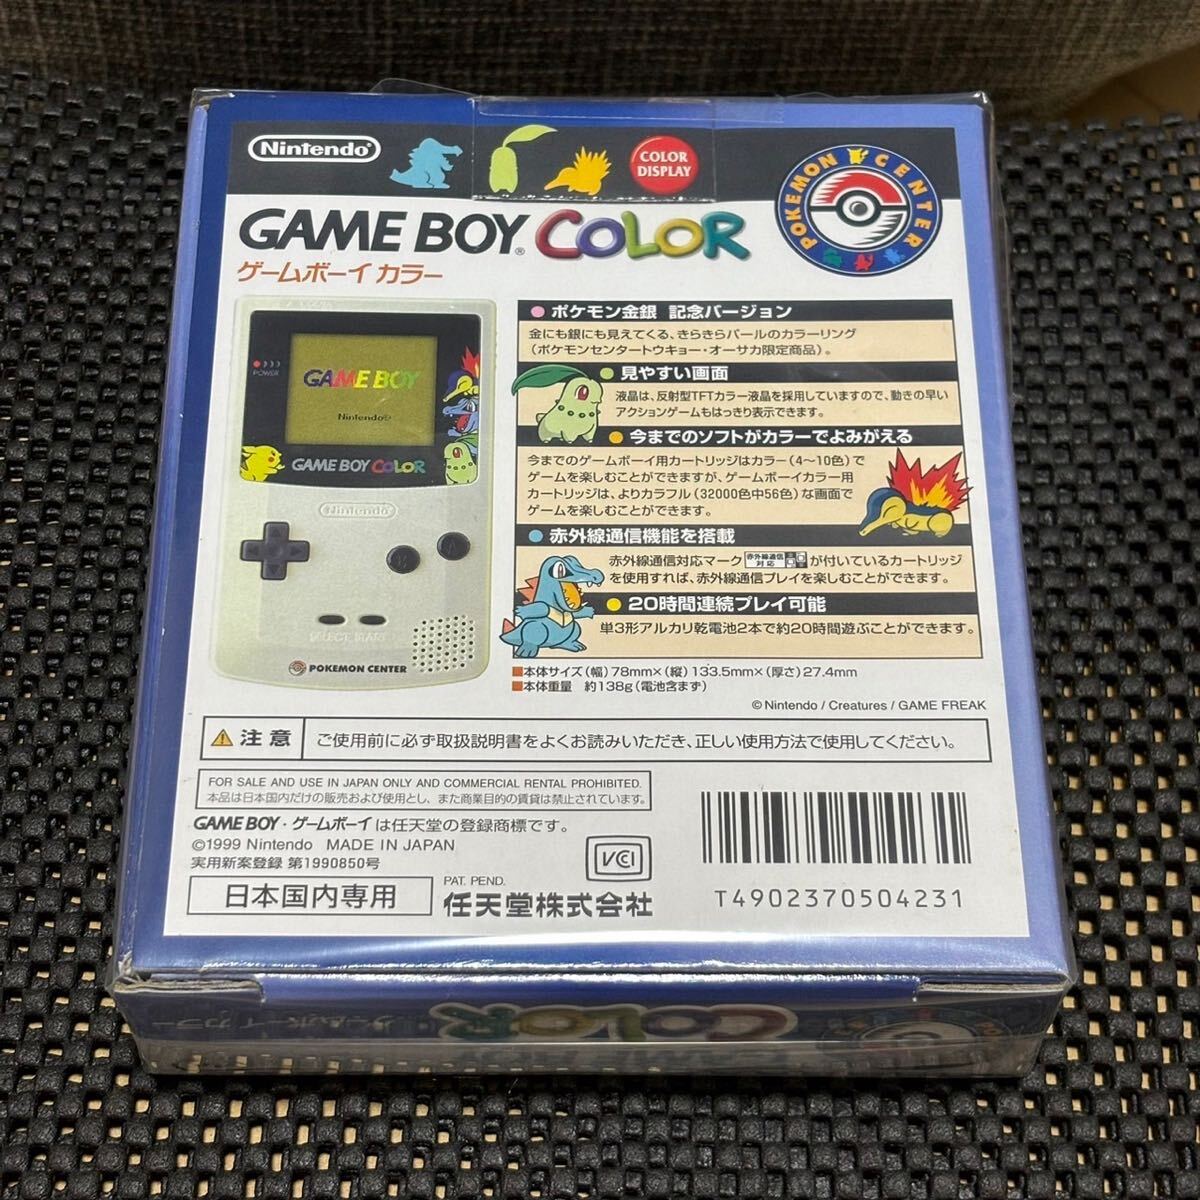 Nintendo
COLOR
DISPLAY
POKEMON CENTER
GAME BOY® COLOR
ゲームボーイ カラー
POWER
GAME BOY
Nintendo®
GAME BOY COLOR
Nintendo
SELECT START
POKEMON CENTER
● ポケモン金銀 記念バージョン
金にも銀にも見えてくる、きらきらパールのカラーリング
(ポケモンセンタートウキョー・オーサカ限定商品)。
● 見やすい画面
液晶は、反射型TFTカラー液晶を採用していますので、動きの早い
アクションゲームもはっきり表示できます。
● 今までのソフトがカラーでよみがえる
今までのゲームボーイ用カートリッジはカラー(4〜10色)で
ゲームを楽しむことができますが、ゲームボーイカラー用
カートリッジは、よりカラフル(32000色中56色)な画面で
ゲームを楽しむことができます。
● 赤外線通信機能を搭載
赤外線通信対応マーク 赤外線通信 対応 が付いているカートリッジ
を使用すれば、赤外線通信プレイを楽しむことができます。
● 20時間連続プレイ可能
単3形アルカリ乾電池2本で約20時間遊ぶことができます。
■本体サイズ(幅)78mm×(縦)133.5mm×(厚さ)27.4mm
■本体重量 約138g(電池含まず)
© Nintendo / Creatures / GAME FREAK
⚠ 注意 ご使用前に必ず取扱説明書をよくお読みいただき、正しい使用方法で使用してください。
FOR SALE AND USE IN JAPAN ONLY AND COMMERCIAL RENTAL PROHIBITED.
本品は日本国内だけの販売および使用とし、また商業目的の賃貸は禁止されています。
GAME BOY・ゲームボーイは任天堂の登録商標です。
©1999 Nintendo MADE IN JAPAN
実用新案登録 第1990850号
VCI
日本国内専用
PAT. PEND.
任天堂株式会社
T4902370504231
COLOR
ゲームボーイ カラー